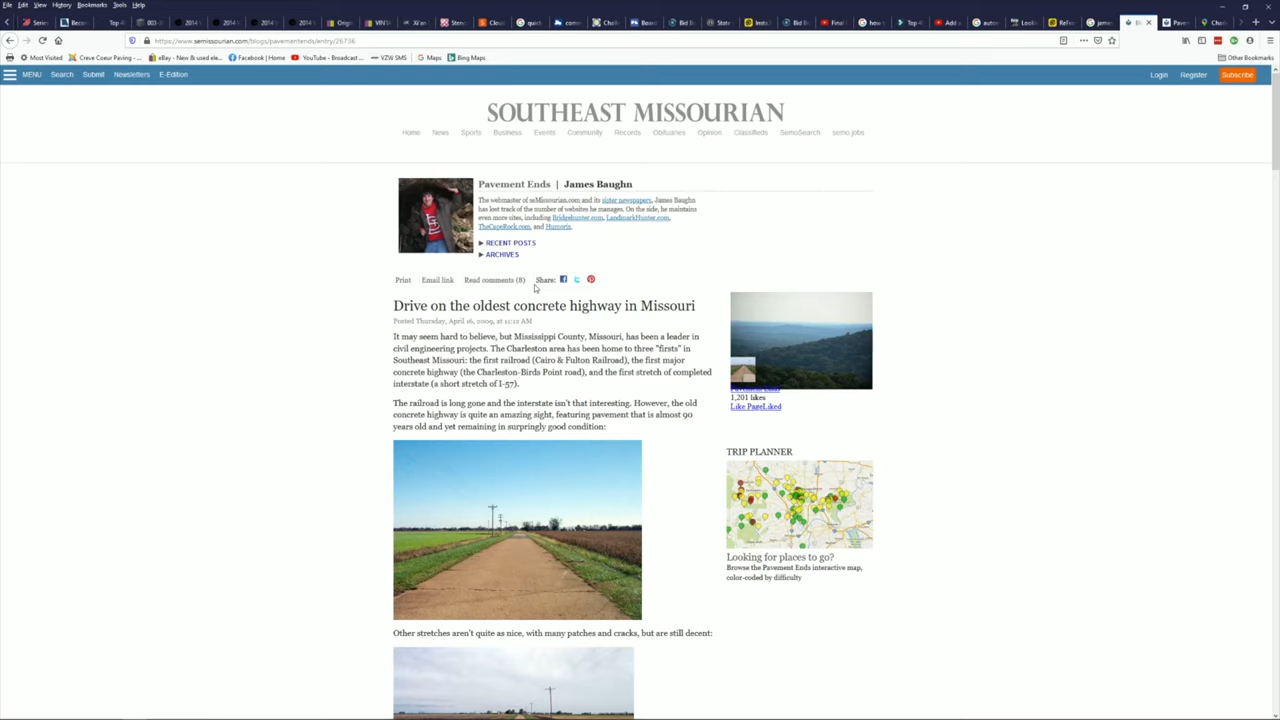 File Edit View History Bookmarks Tools Help
https://www.semissourian.com/blogs/pavementends/entry/26736
Most Visited Creve Coeur Paving - ... eBay - New & used ele... Facebook | Home YouTube - Broadcast ... VZW SMS Maps Bing Maps Other Bookmarks
MENU Search Submit Newsletters E-Edition Login Register Subscribe
SOUTHEAST MISSOURIAN
Home News Sports Business Events Community Records Obituaries Opinion Classifieds SemoSearch semo.jobs
Pavement Ends | James Baughn
The webmaster of seMissourian.com and its sister newspapers, James Baughn
has lost track of the number of websites he manages. On the side, he maintains
even more sites, including Bridgehunter.com, LandmarkHunter.com,
TheCapeRock.com, and Humorix.
RECENT POSTS
ARCHIVES
Print Email link Read comments (8) Share:
Drive on the oldest concrete highway in Missouri
Posted Thursday, April 16, 2009, at 11:12 AM
It may seem hard to believe, but Mississippi County, Missouri, has been a leader in
civil engineering projects. The Charleston area has been home to three "firsts" in
Southeast Missouri: the first railroad (Cairo & Fulton Railroad), the first major
concrete highway (the Charleston-Birds Point road), and the first stretch of completed
interstate (a short stretch of I-57).
The railroad is long gone and the interstate isn't that interesting. However, the old
concrete highway is quite an amazing sight, featuring pavement that is almost 90
years old and yet remaining in surpringly good condition:
Other stretches aren't quite as nice, with many patches and cracks, but are still decent:
Pavement Ends
1,201 likes
Like PageLiked
TRIP PLANNER
Looking for places to go?
Browse the Pavement Ends interactive map,
color-coded by difficulty